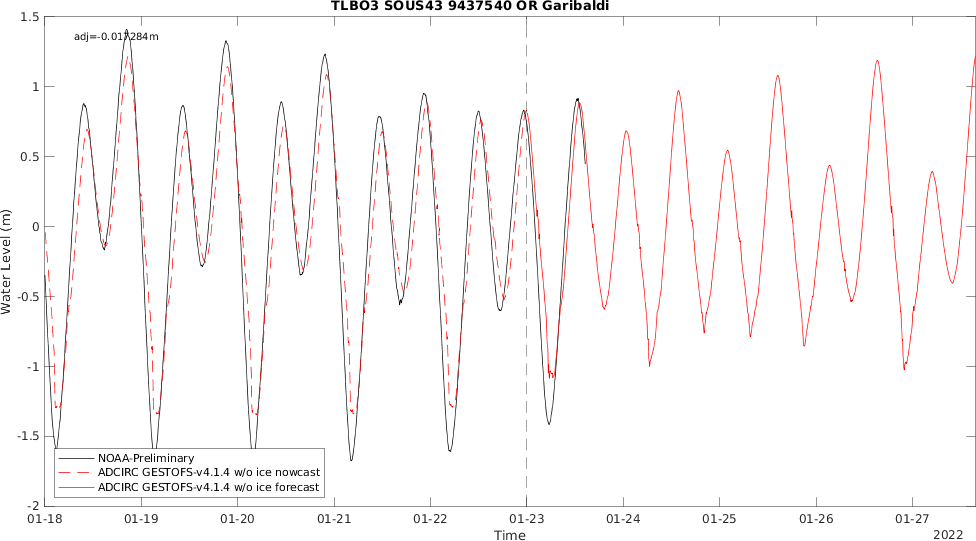 TLBO3 SOUS43 9437540 OR Garibaldi
1.5
adj=-0.017284m
1
0.5
0
-0.5
-1
-1.5
-2
Water Level (m)
NOAA-Preliminary
ADCIRC GESTOFS-v4.1.4 w/o ice nowcast
ADCIRC GESTOFS-v4.1.4 w/o ice forecast
01-18 01-19 01-20 01-21 01-22 01-23 01-24 01-25 01-26 01-27
Time
2022